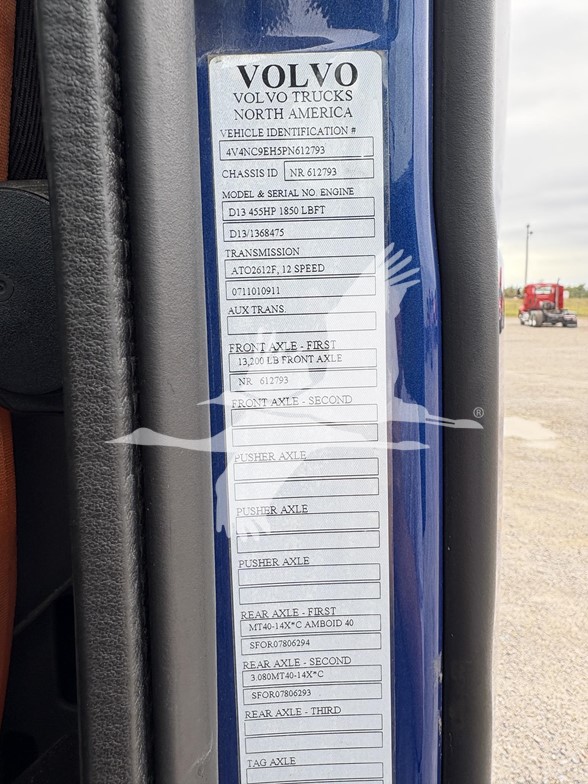 VOLVO
VOLVO TRUCKS
NORTH AMERICA
VEHICLE IDENTIFICATION #
4V4NC9EH5PN612793
CHASSIS ID NR 612793
MODEL & SERIAL NO. ENGINE
D13 455HP 1850 LBFT
D13/1368475
TRANSMISSION
ATO2612F, 12 SPEED
0711010911
AUX TRANS.
FRONT AXLE - FIRST
13,200 LB FRONT AXLE
NR 612793
FRONT AXLE - SECOND
PUSHER AXLE
PUSHER AXLE
PUSHER AXLE
REAR AXLE - FIRST
MT40-14X*C AMBOID 40
SFOR07806294
REAR AXLE - SECOND
3.080MT40-14X*C
SFOR07806293
REAR AXLE - THIRD
TAG AXLE
®